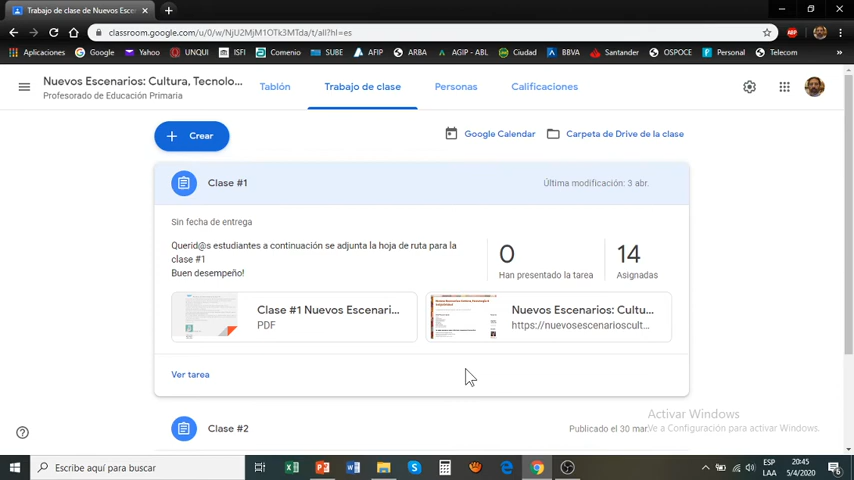 Trabajo de clase de Nuevos Escen
classroom.google.com/u/0/w/NjU2MjM1OTk3MTda/t/all?hl=es
Aplicaciones
Google
Yahoo
UNQUI
ISFI
Comenio
SUBE
AFIP
ARBA
AGIP - ABL
Ciudad
BBVA
Santander
OSPOCE
Personal
Telecom
»
Nuevos Escenarios: Cultura, Tecnolo...
Profesorado de Educación Primaria
Tablón
Trabajo de clase
Personas
Calificaciones
Crear
Google Calendar
Carpeta de Drive de la clase
Clase #1
Última modificación: 3 abr.
Sin fecha de entrega
Querid@s estudiantes a continuación se adjunta la hoja de ruta para la
clase #1
Buen desempeño!
0
Han presentado la tarea
14
Asignadas
Clase #1 Nuevos Escenari...
PDF
Nuevos Escenarios: Cultu...
https://nuevosescenarioscult...
Ver tarea
Clase #2
Publicado el 30 mar.
Activar Windows
Ve a Configuración para activar Windows.
Escribe aquí para buscar
ESP
LAA
20:45
5/4/2020